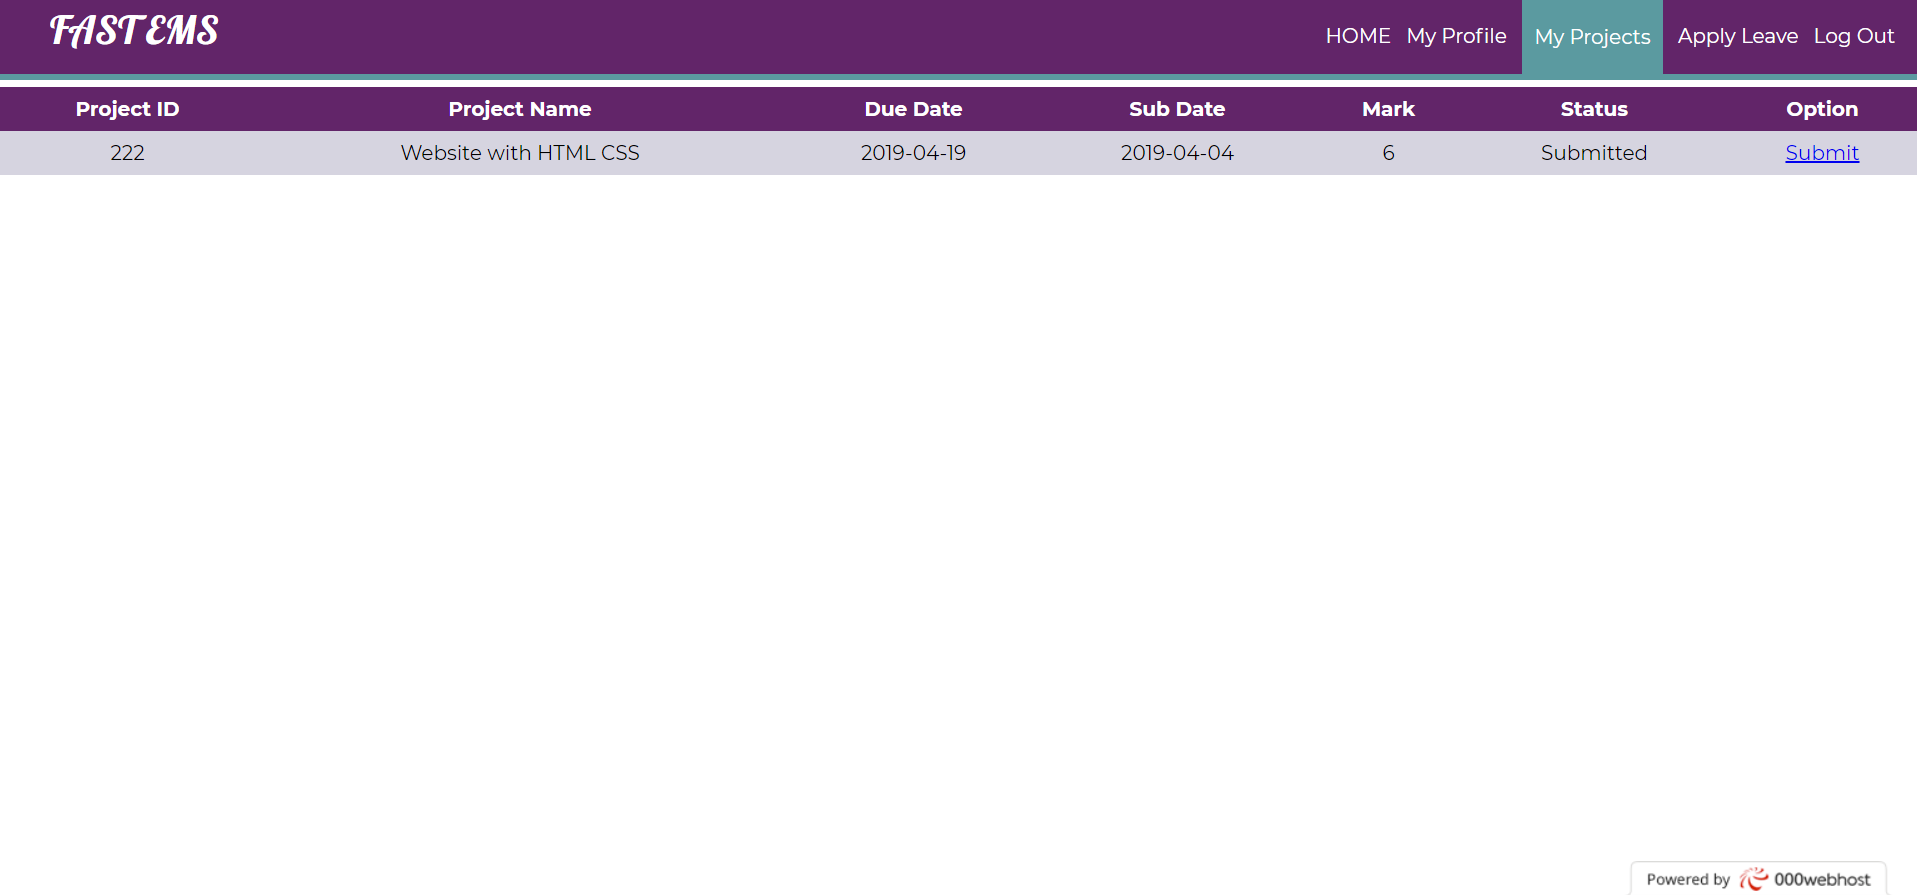 FAST EMS
HOME My Profile My Projects Apply Leave Log Out
Project ID Project Name Due Date Sub Date Mark Status Option
222 Website with HTML CSS 2019-04-19 2019-04-04 6 Submitted Submit
Powered by 000webhost